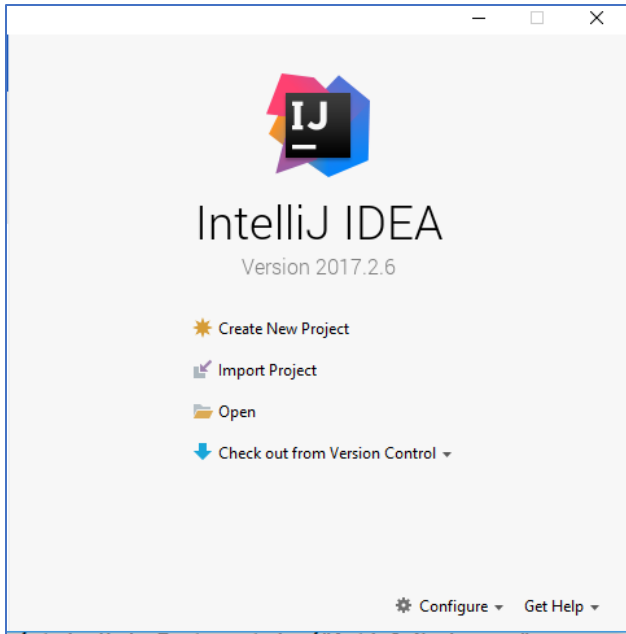 IJ
IntelliJ IDEA
Version 2017.2.6
Create New Project
Import Project
Open
Check out from Version Control
Configure Get Help